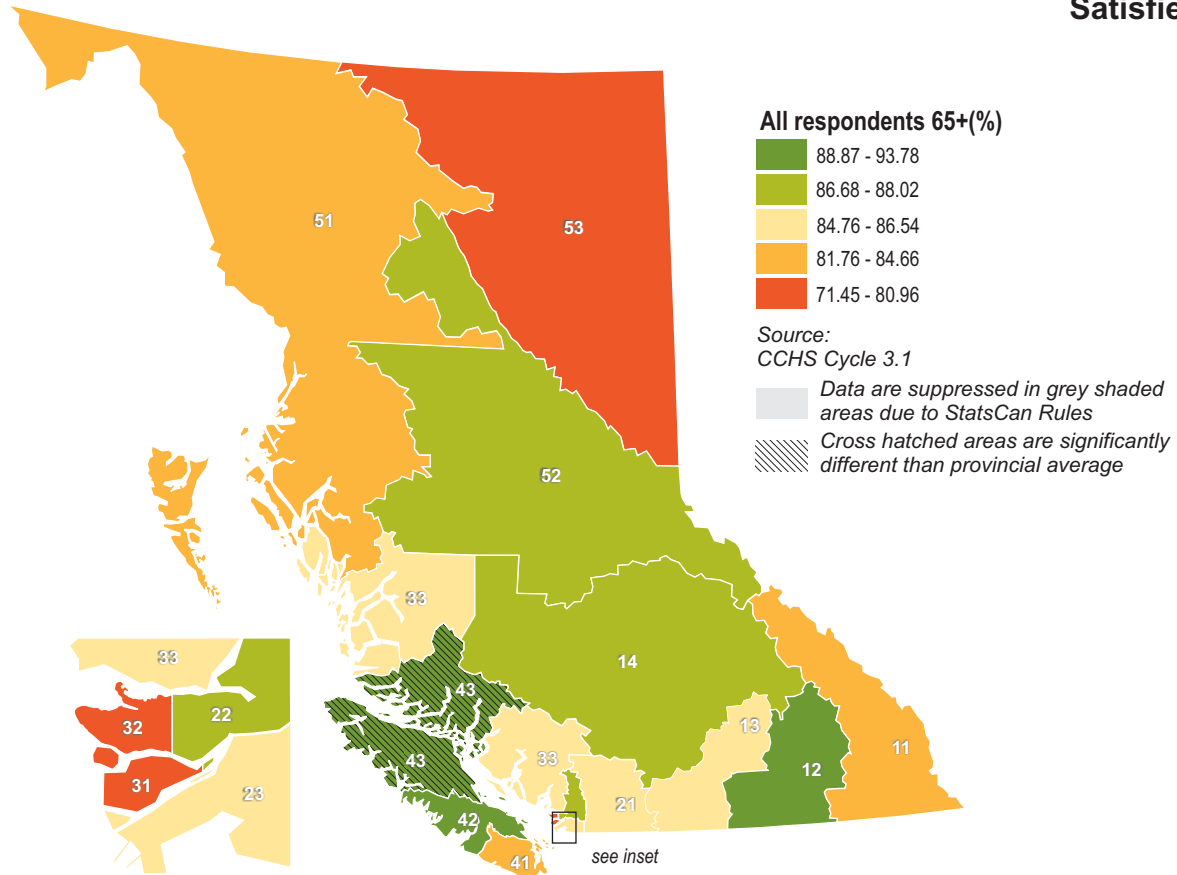 Satisfie
All respondents 65+(%)
88.87 - 93.78
86.68 - 88.02
84.76 - 86.54
81.76 - 84.66
71.45 - 80.96
Source:
CCHS Cycle 3.1
Data are suppressed in grey shaded
areas due to StatsCan Rules
Cross hatched areas are significantly
different than provincial average
51
53
52
33
14
43
13
33
43
11
12
21
42
41
see inset
33
22
32
31
23